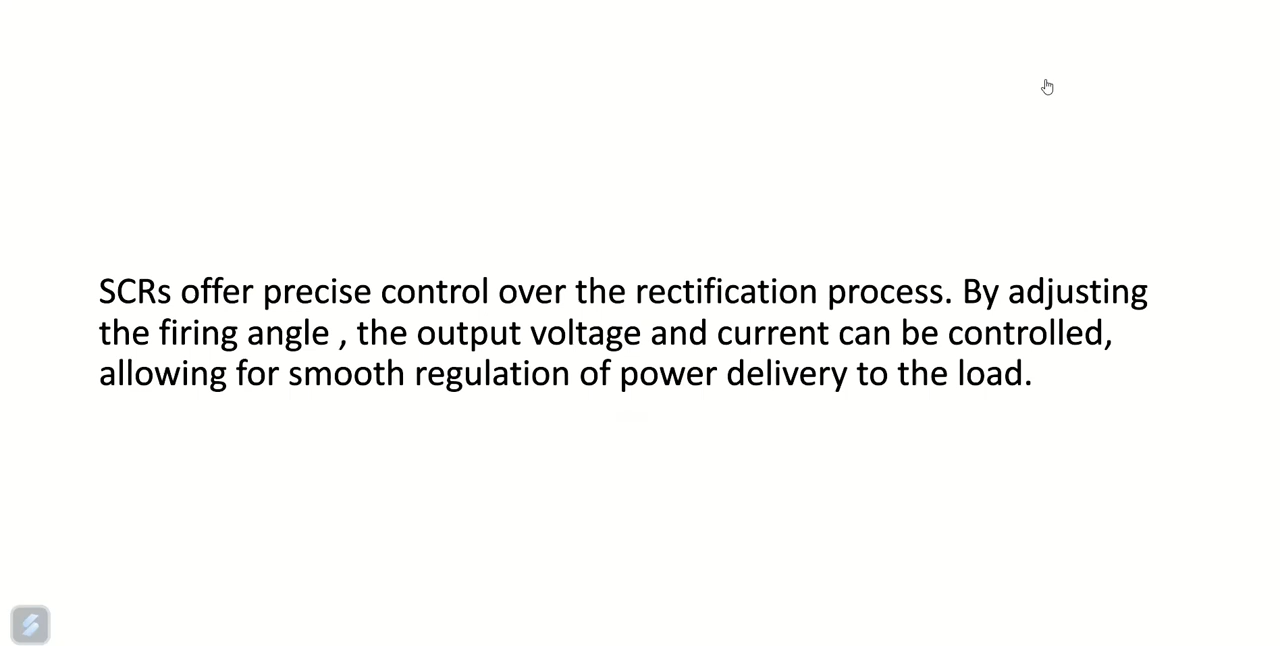 SCRs offer precise control over the rectification process. By adjusting
the firing angle , the output voltage and current can be controlled,
allowing for smooth regulation of power delivery to the load.